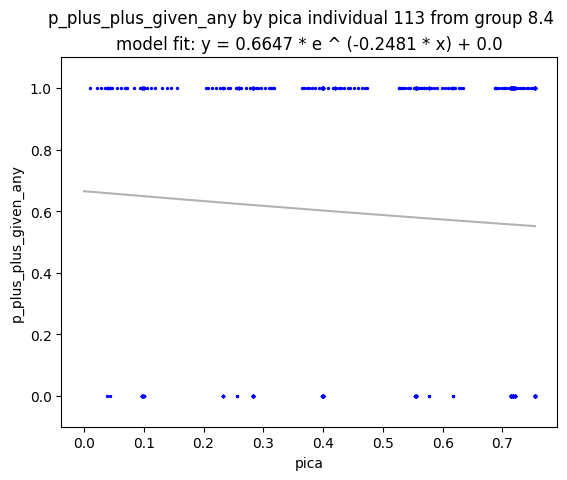 p_plus_plus_given_any by pica individual 113 from group 8.4
model fit: y = 0.6647 * e ^ (-0.2481 * x) + 0.0
1.0
0.8
0.6
0.4
0.2
0.0
p_plus_plus_given_any
0.0 0.1 0.2 0.3 0.4 0.5 0.6 0.7
pica